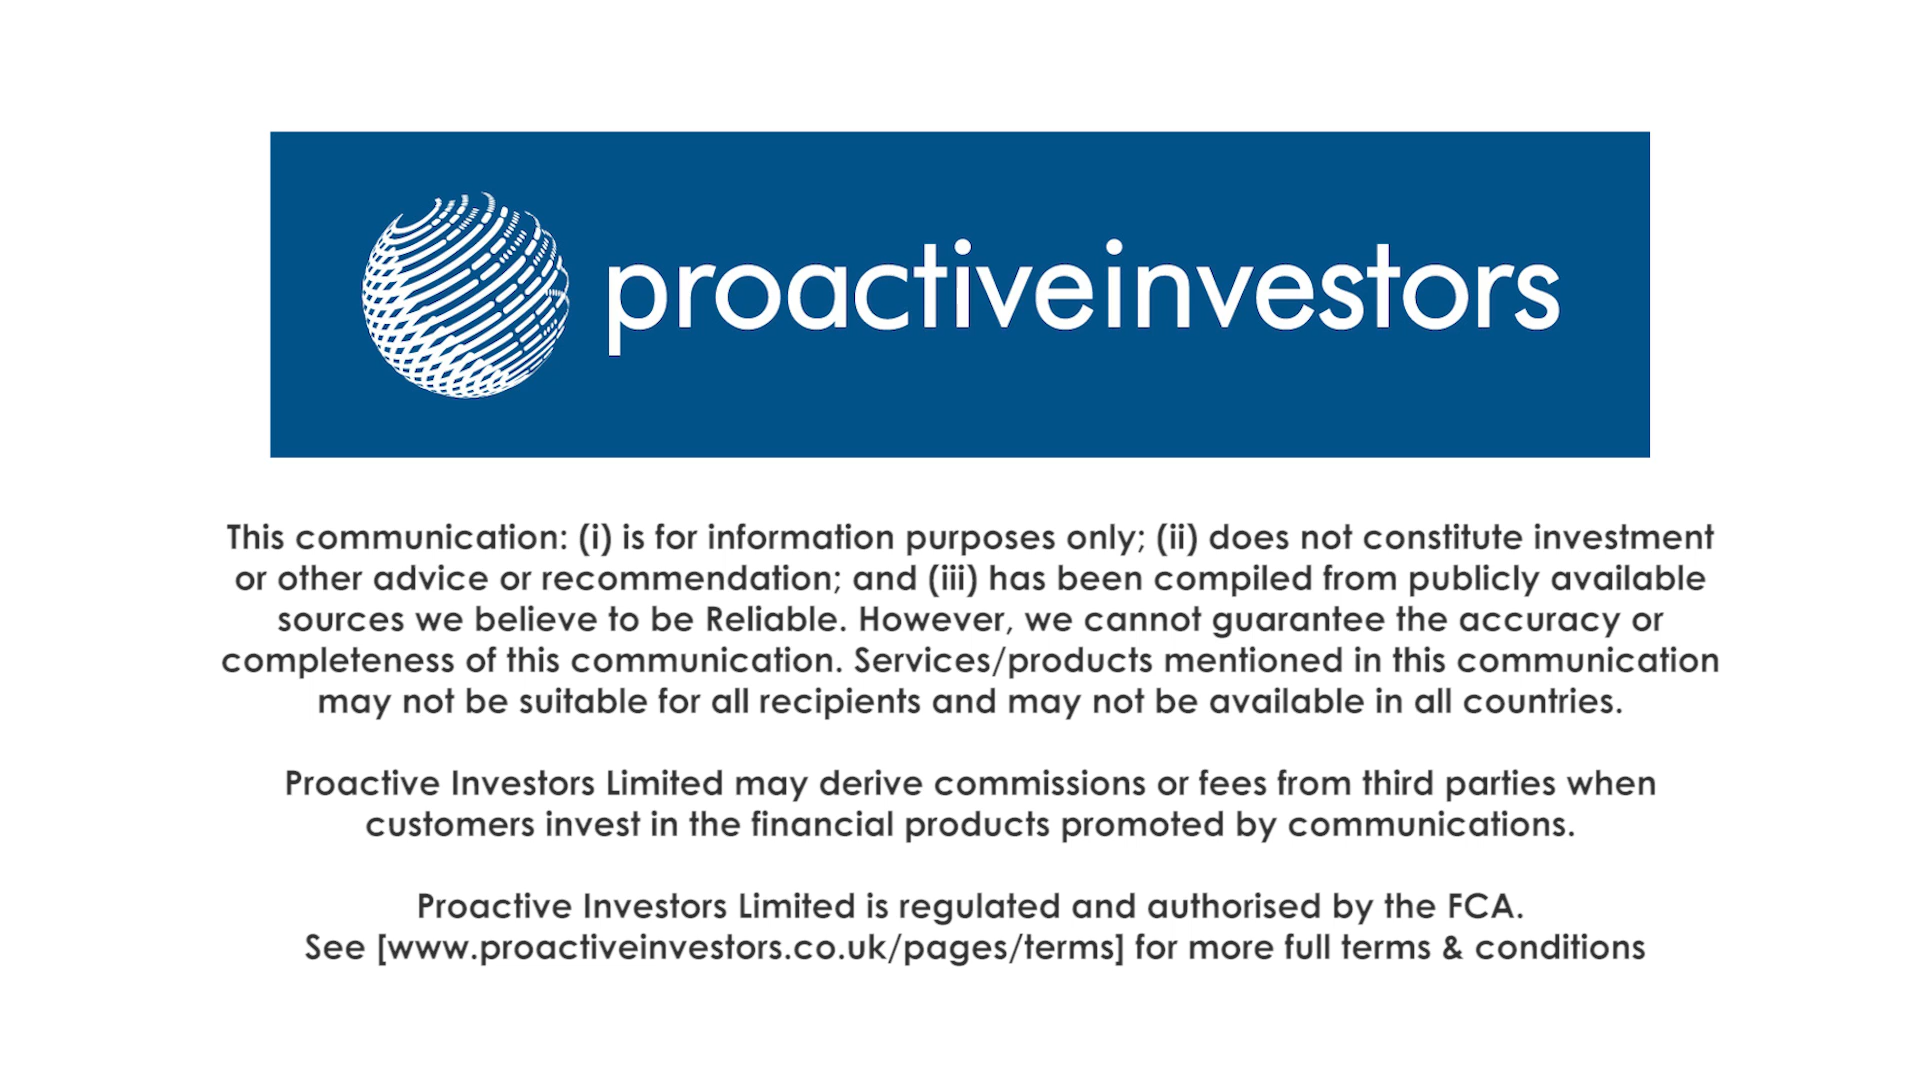 proactiveinvestors
This communication: (i) is for information purposes only; (ii) does not constitute investment
or other advice or recommendation; and (iii) has been compiled from publicly available
sources we believe to be Reliable. However, we cannot guarantee the accuracy or
completeness of this communication. Services/products mentioned in this communication
may not be suitable for all recipients and may not be available in all countries.
Proactive Investors Limited may derive commissions or fees from third parties when
customers invest in the financial products promoted by communications.
Proactive Investors Limited is regulated and authorised by the FCA.
See [www.proactiveinvestors.co.uk/pages/terms] for more full terms & conditions